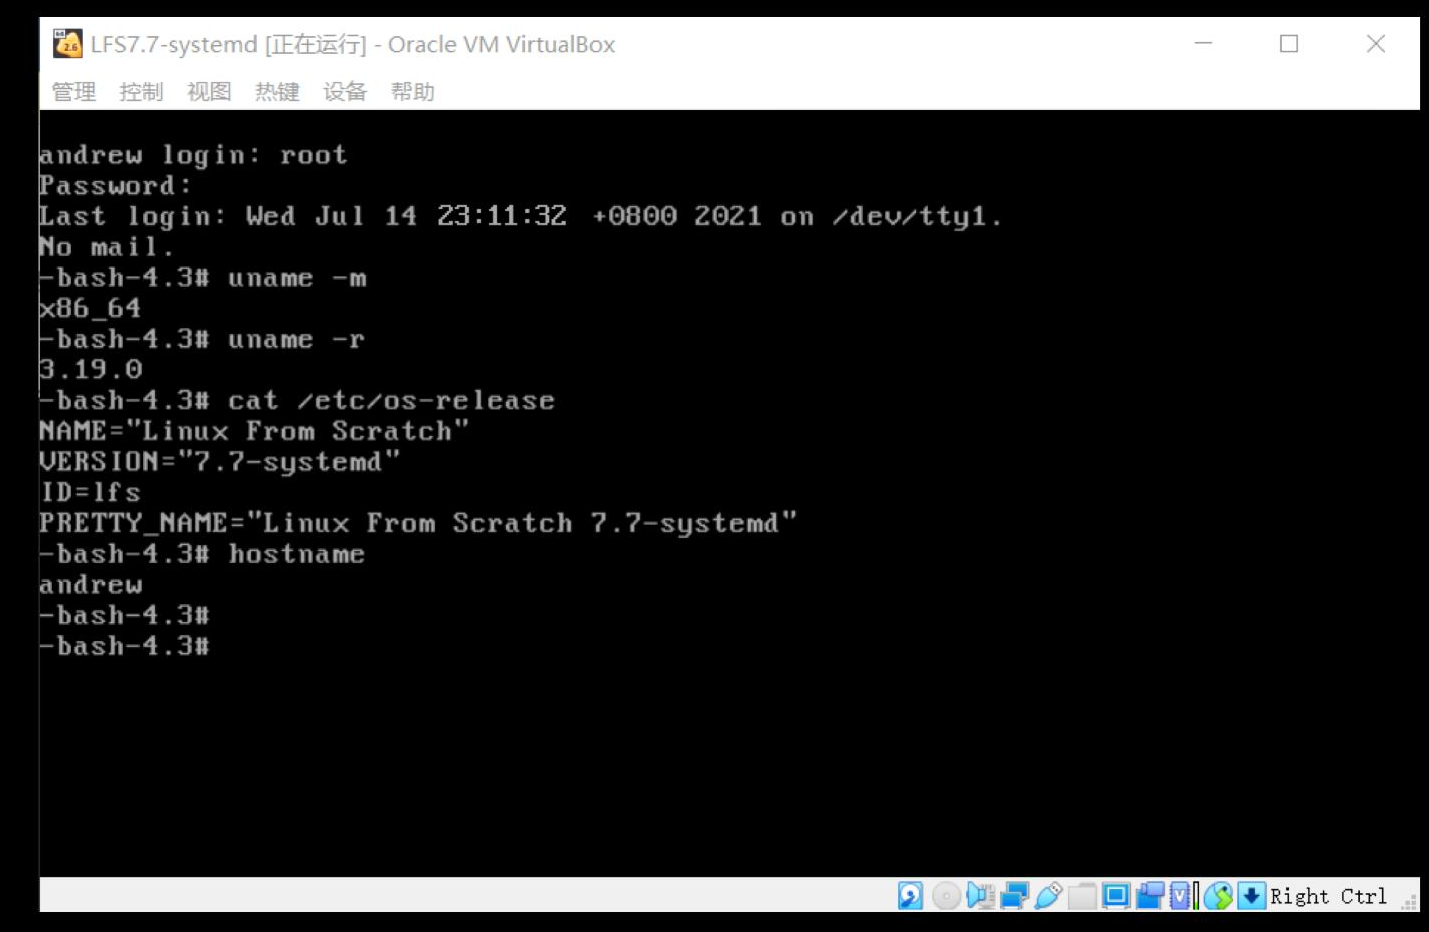 LFS7.7-systemd [正在运行] - Oracle VM VirtualBox
管理 控制 视图 热键 设备 帮助
andrew login: root
Password:
Last login: Wed Jul 14 23:11:32 +0800 2021 on /dev/tty1.
No mail.
-bash-4.3# uname -m
x86_64
-bash-4.3# uname -r
3.19.0
-bash-4.3# cat /etc/os-release
NAME="Linux From Scratch"
VERSION="7.7-systemd"
ID=lfs
PRETTY_NAME="Linux From Scratch 7.7-systemd"
-bash-4.3# hostname
andrew
-bash-4.3#
-bash-4.3#
Right Ctrl